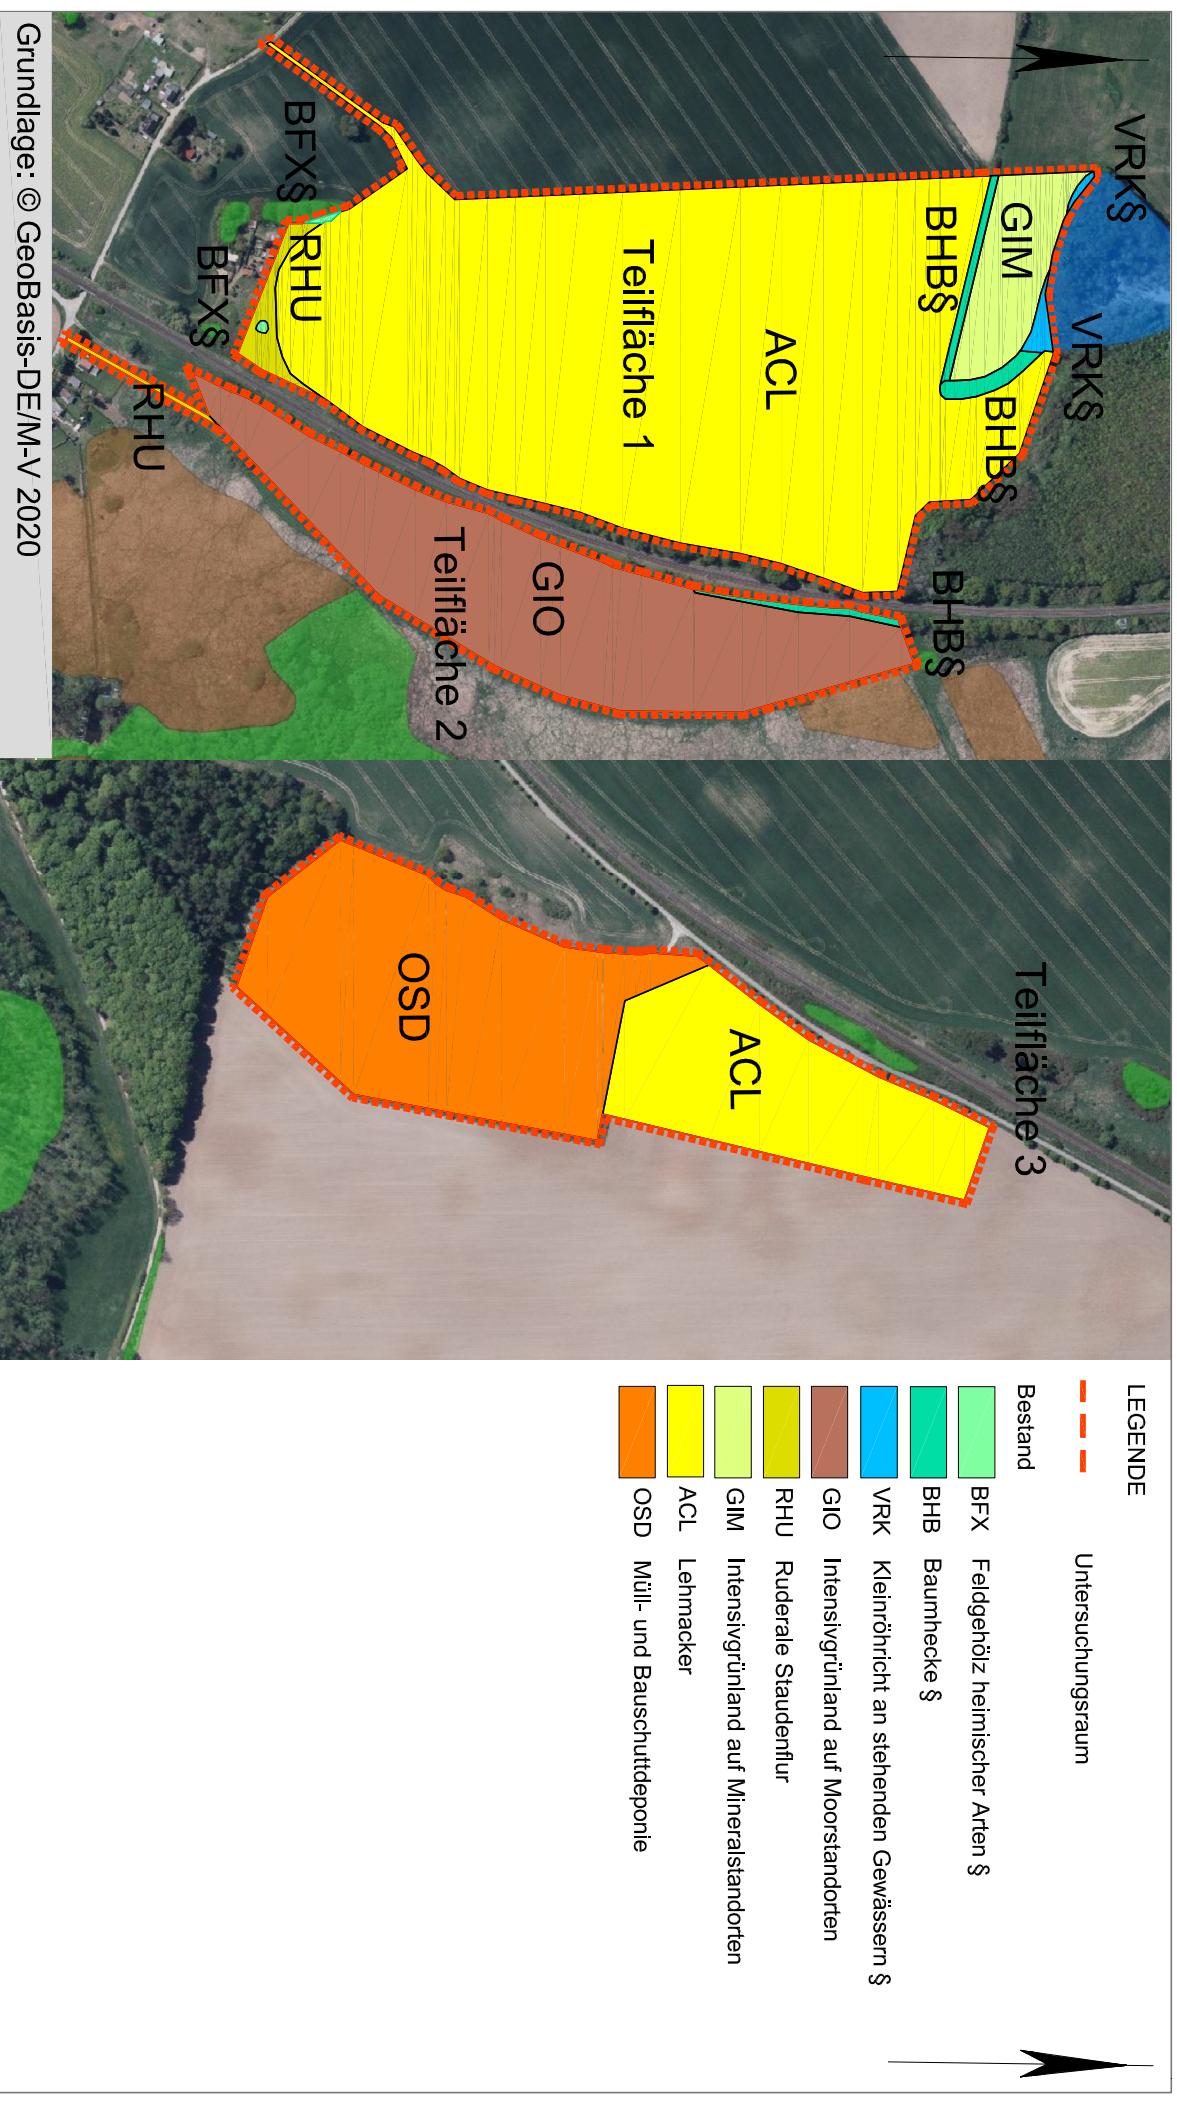 VRK§
VRK§
GIM
BHB§
BHB§
BHB§
ACL
Teilfläche 1
GIO
Teilfläche 2
BFX§
RHU
BFX§
RHU
Grundlage: © GeoBasis-DE/M-V 2020
Teilfläche 3
ACL
OSD
LEGENDE
Untersuchungsraum
Bestand
BFX Feldgehölz heimischer Arten §
BHB Baumhecke §
VRK Kleinröhricht an stehenden Gewässern §
GIO Intensivgrünland auf Moorstandorten
RHU Ruderale Staudenflur
GIM Intensivgrünland auf Mineralstandorten
ACL Lehmacker
OSD Müll- und Bauschuttdeponie